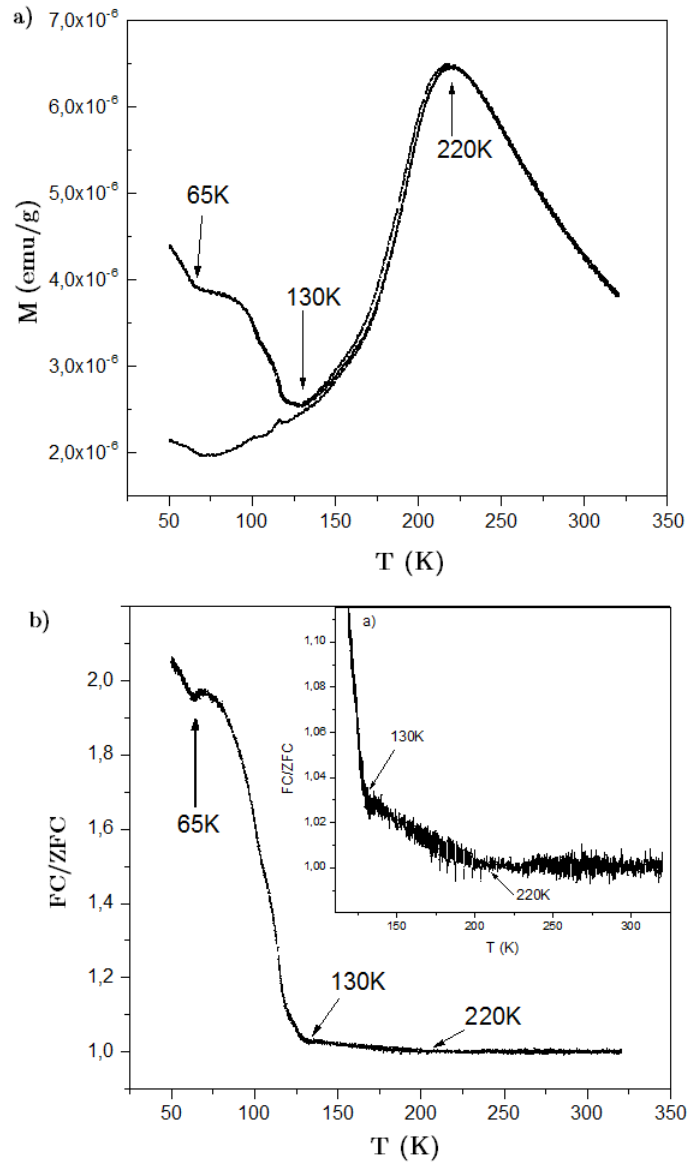 a)
7,0x10⁻⁶
6,0x10⁻⁶
5,0x10⁻⁶
4,0x10⁻⁶
3,0x10⁻⁶
2,0x10⁻⁶
M (emu/g)
65K
130K
220K
50 100 150 200 250 300 350
T (K)
b)
2,0
1,8
1,6
1,4
1,2
1,0
FC/ZFC
65K
130K
220K
50 100 150 200 250 300 350
T (K)
a)
1,10
1,08
1,06
1,04
1,02
1,00
FC/ZFC
130K
220K
150 200 250 300
T (K)